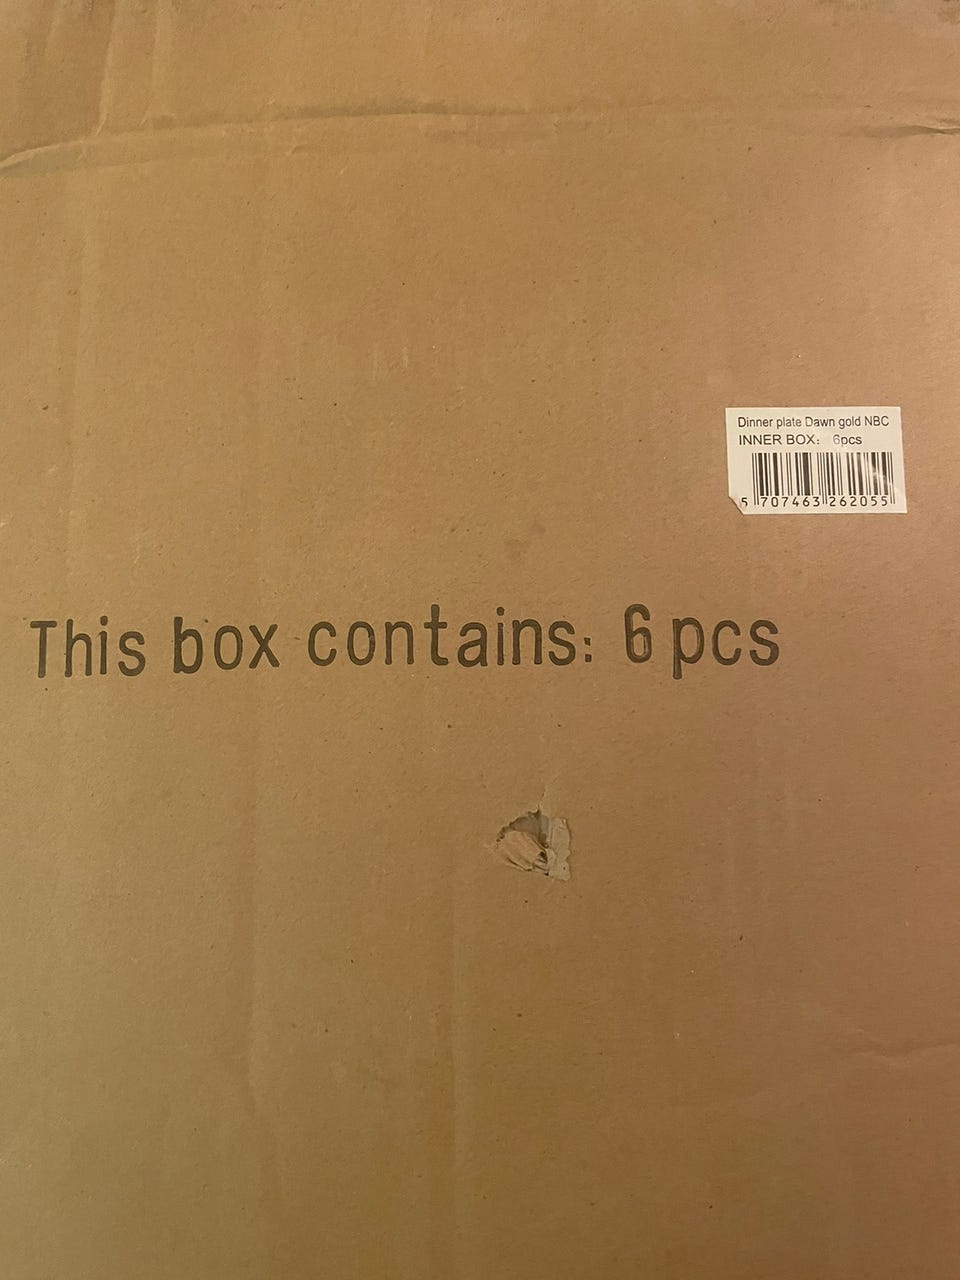 Dinner plate Dawn gold NBC
INNER BOX: 6pcs
5 707463 262055
This box contains: 6 pcs